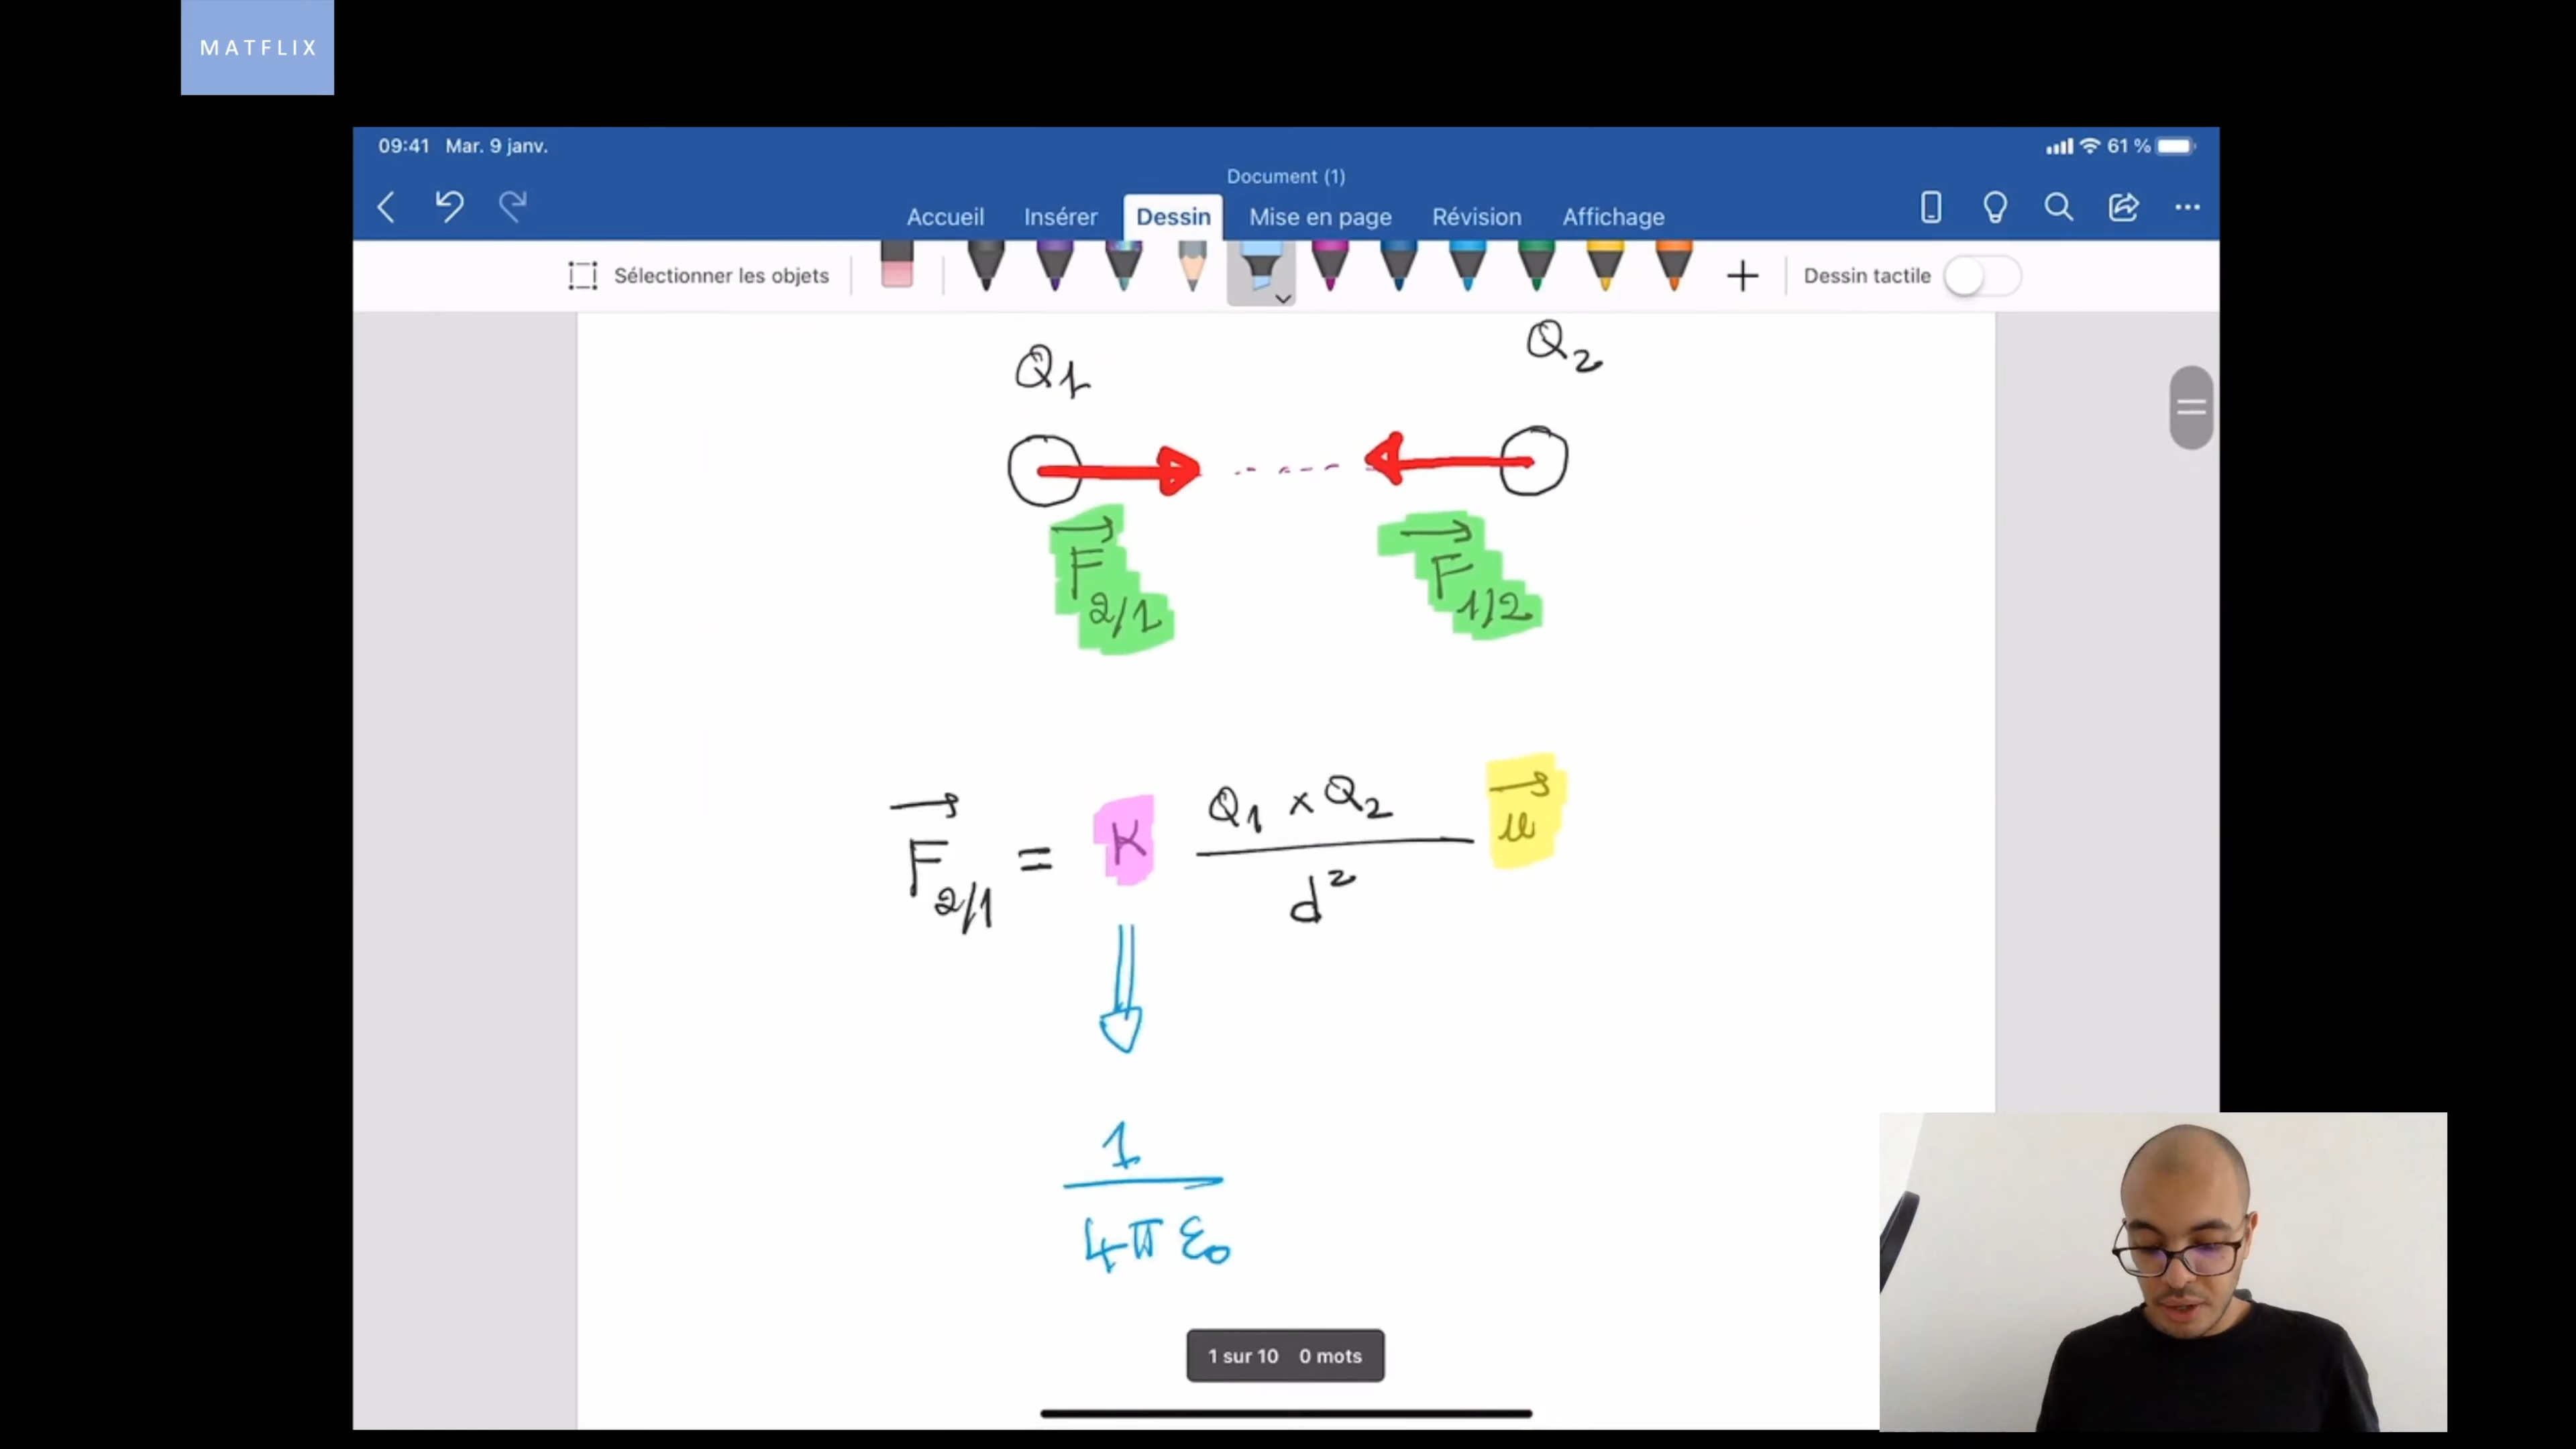 MATFLIX
09:41 Mar. 9 janv.
61 %
Document (1)
Accueil Insérer Dessin Mise en page Révision Affichage
Sélectionner les objets
Dessin tactile
Q1 Q2
F2/1 F1/2
F2/1 = K Q1 x Q2 / d² u
1
4π ε0
1 sur 10 0 mots